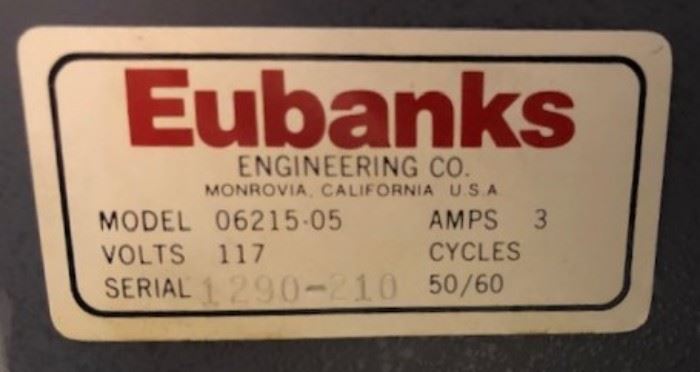 Eubanks
ENGINEERING CO.
MONROVIA, CALIFORNIA U.S.A
MODEL 06215-05 AMPS 3
VOLTS 117 CYCLES
SERIAL 1290-210 50/60